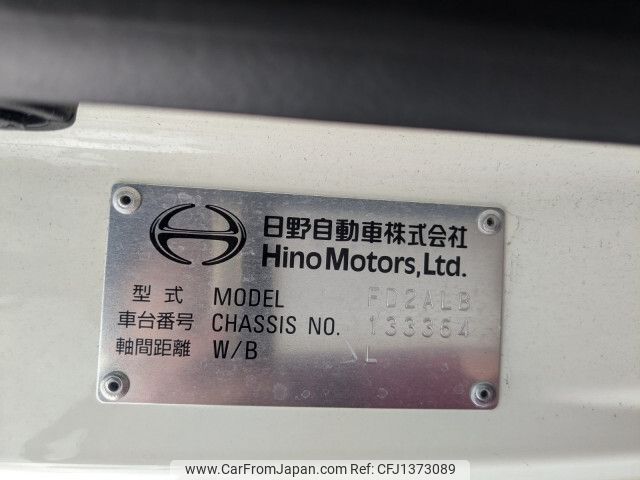 日野自動車株式会社
Hino Motors, Ltd.
型式 MODEL FD2ALB
車台番号 CHASSIS NO. 133364
軸間距離 W/B L
www.CarFromJapan.com | © CarFromJapan | CFJ1373089